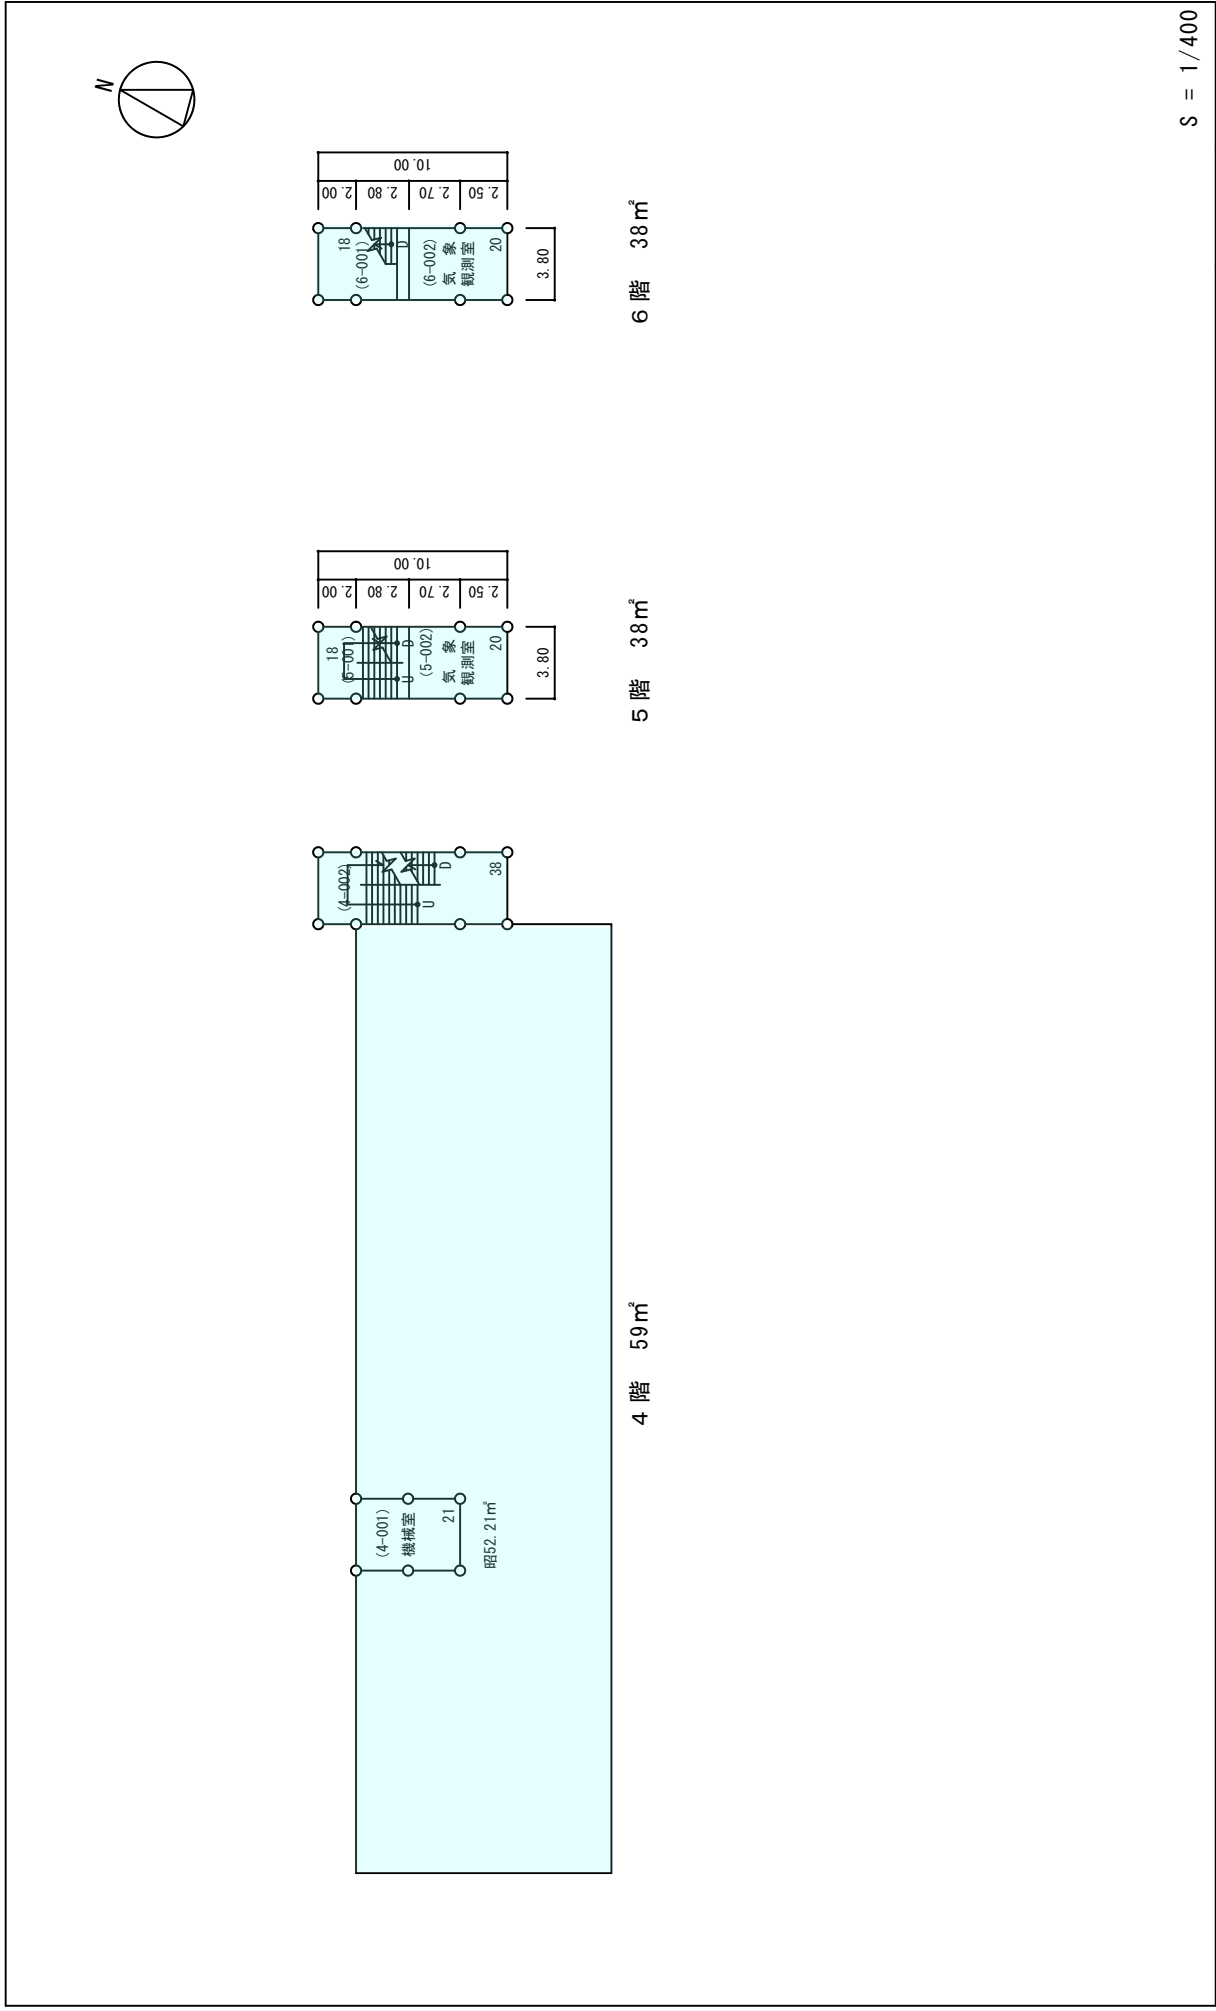 N
10.00
2.00
2.80
2.70
2.50
18
(6-001)
D
(6-002)
気 象
観測室
20
3.80
6 階 38㎡
10.00
2.00
2.80
2.70
2.50
18
(5-001)
U
D
(5-002)
気 象
観測室
20
3.80
5 階 38㎡
(4-002)
U
D
38
(4-001)
機械室
21
昭52.21㎡
4 階 59㎡
S = 1/400